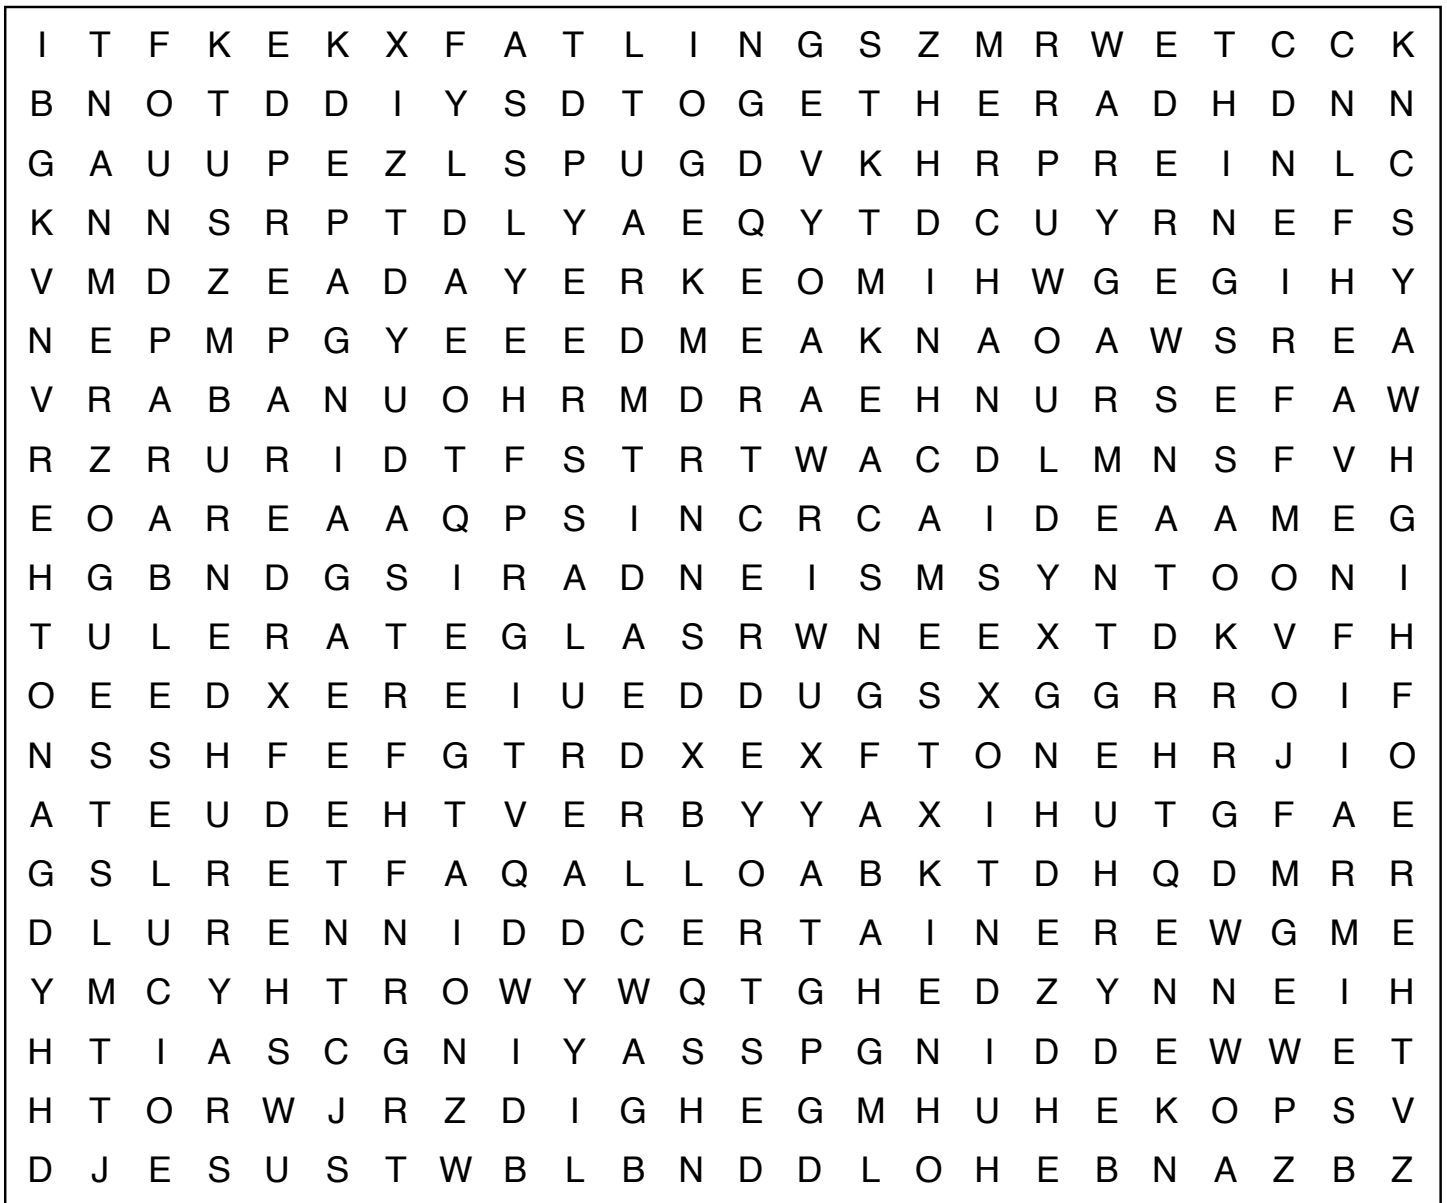 I T F K E K X F A T L I N G S Z M R W E T C C K
B N O T D D I Y S D T O G E T H E R A D H D N N
G A U U P E Z L S P U G D V K H R P R E I N L C
K N N S R P T D L Y A E Q Y T D C U Y R N E F S
V M D Z E A D A Y E R K E O M I H W G E G I H Y
N E P M P G Y E E E D M E A K N A O A W S R E A
V R A B A N U O H R M D R A E H N U R S E F A W
R Z R U R I D T F S T R T W A C D L M N S F V H
E O A R E A A Q P S I N C R C A I D E A A M E G
H G B N D G S I R A D N E I S M S Y N T O O N I
T U L E R A T E G L A S R W N E E X T D K V F H
O E E D X E R E I U E D D U G S X G G R R O I F
N S S H F E F G T R D X E X F T O N E H R J I O
A T E U D E H T V E R B Y Y A X I H U T G F A E
G S L R E T F A Q A L L O A B K T D H Q D M R R
D L U R E N N I D D C E R T A I N E R E W G M E
Y M C Y H T R O W Y W Q T G H E D Z Y N N E I H
H T I A S C G N I Y A S S P G N I D D E W W E T
H T O R W J R Z D I G H E G M H U H E K O P S V
D J E S U S T W B L B N D D L O H E B N A Z B Z